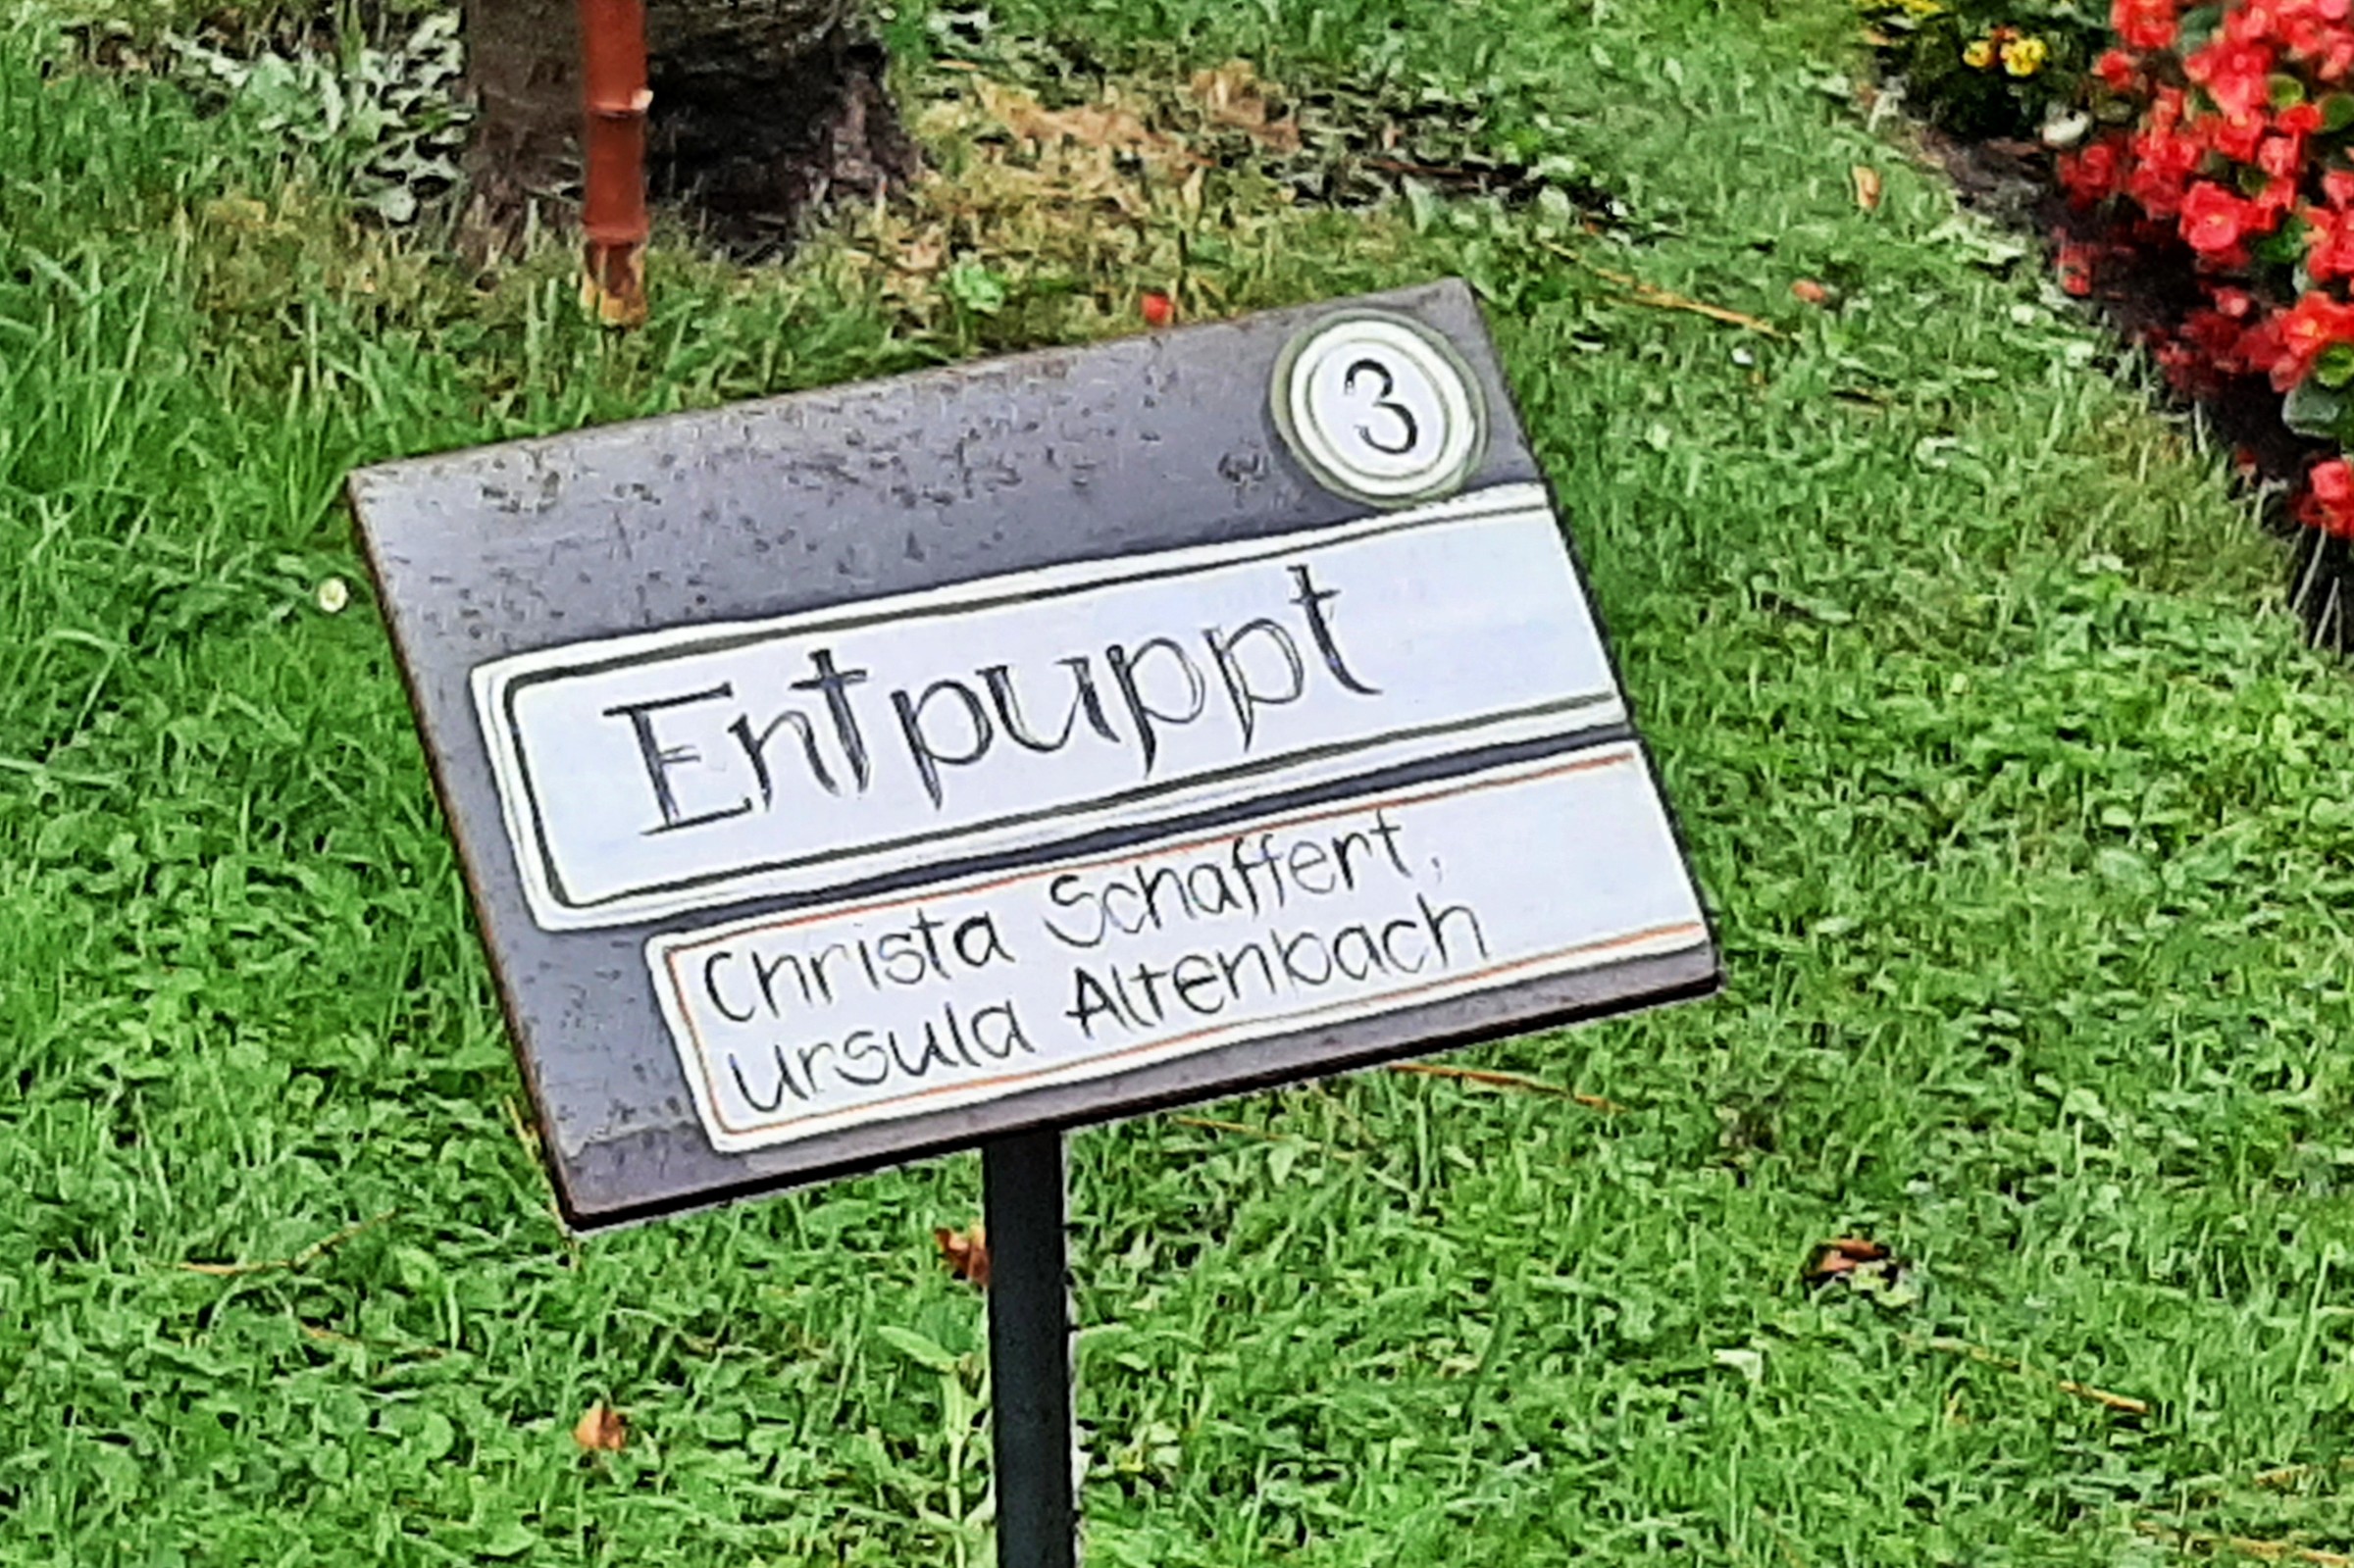 3
Entpuppt
Christa Schaffert,
Ursula Altenbach